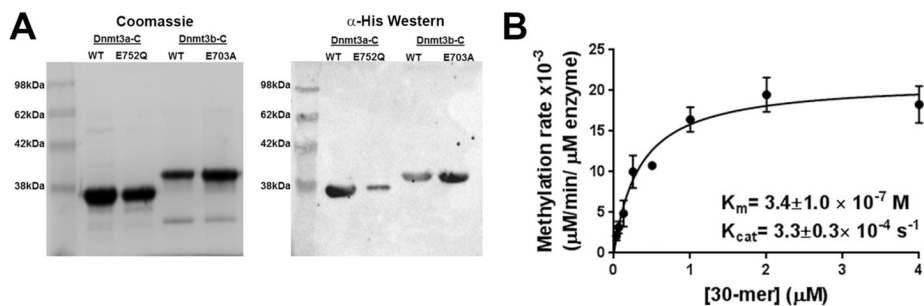 A
Coomassie
Dnmt3a-C Dnmt3b-C
WT E752Q WT E703A
98kDa
62kDa
42kDa
38kDa
α-His Western
Dnmt3a-C Dnmt3b-C
WT E752Q WT E703A
98kDa
62kDa
42kDa
38kDa
B
Methylation rate x10⁻³
(μM/min/ μM enzyme)
25
20
15
10
5
0
0 1 2 3 4
[30-mer] (μM)
Kₘ= 3.4±1.0 × 10⁻⁷ M
K꜀ₐₜ= 3.3±0.3× 10⁻⁴ s⁻¹